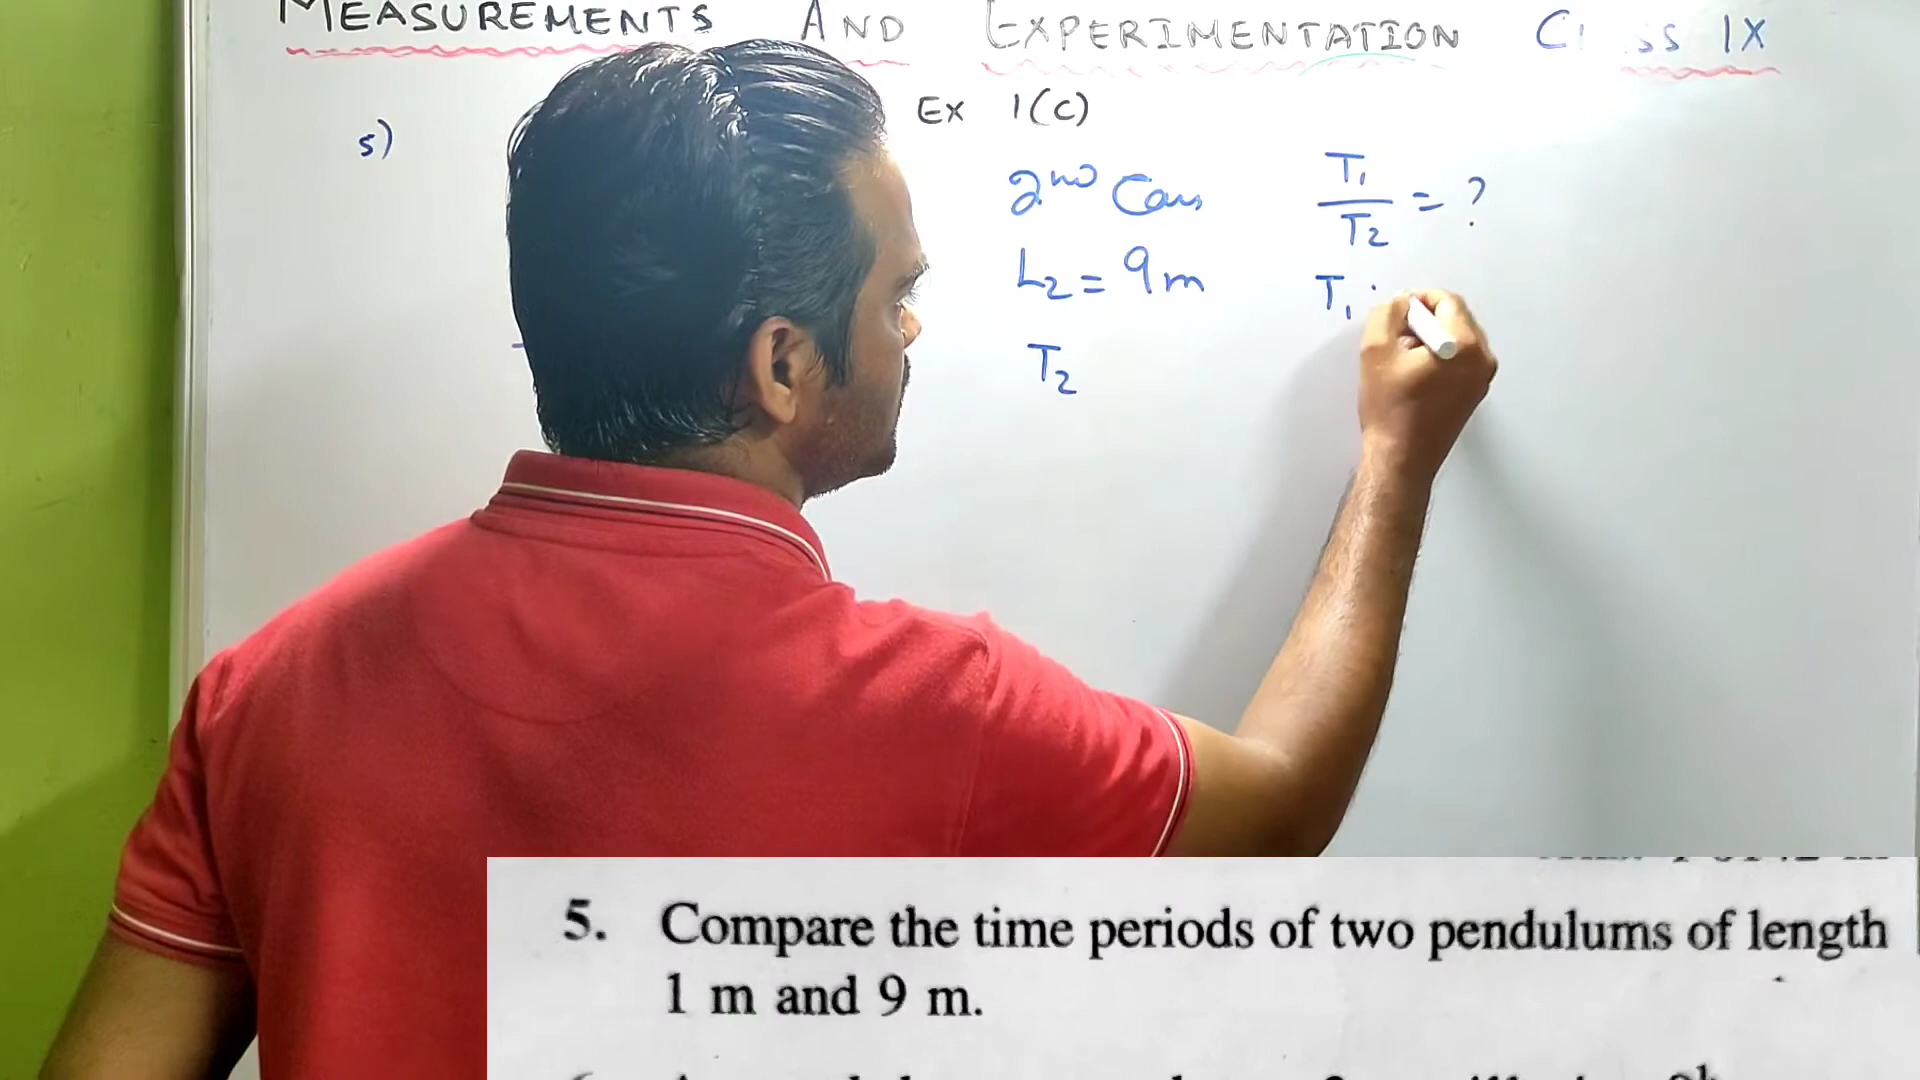 MEASUREMENTS AND EXPERIMENTATION CLASS IX
Ex 1(c)
5)
2nd Case
T1/T2 = ?
L2 = 9m
T1 :
T2
5. Compare the time periods of two pendulums of length
1 m and 9 m.